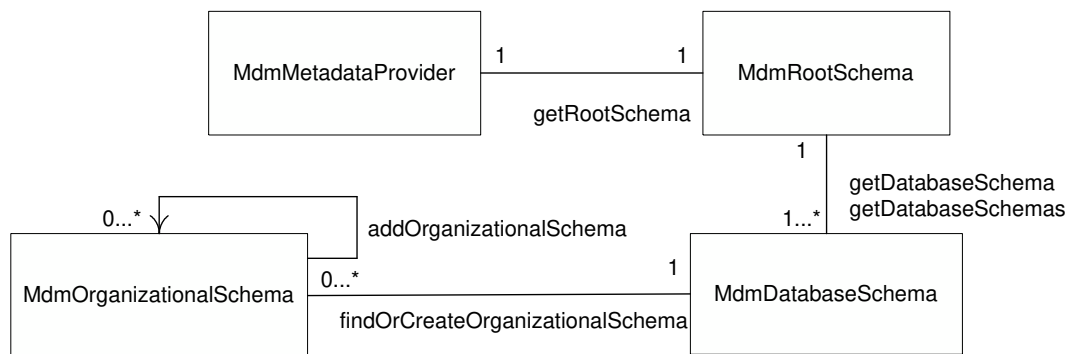 MdmMetadataProvider
1
1
MdmRootSchema
getRootSchema
1
getDatabaseSchema
getDatabaseSchemas
1...*
0...*
addOrganizationalSchema
MdmOrganizationalSchema
0...*
1
MdmDatabaseSchema
findOrCreateOrganizationalSchema